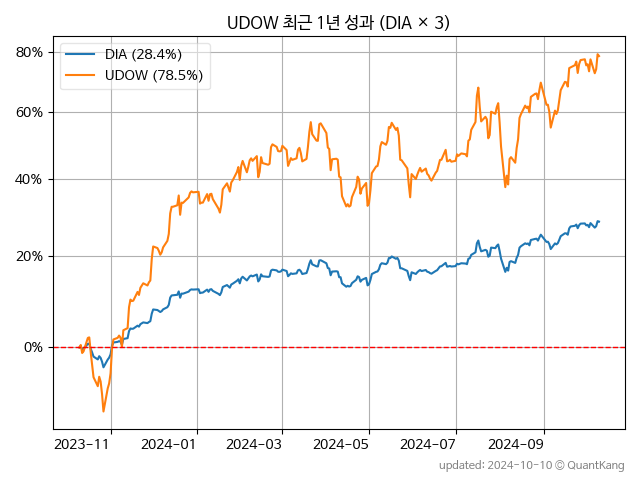 UDOW 최근 1년 성과 (DIA × 3)
DIA (28.4%)
UDOW (78.5%)
80%
60%
40%
20%
0%
2023-11 2024-01 2024-03 2024-05 2024-07 2024-09
updated: 2024-10-10 © QuantKang